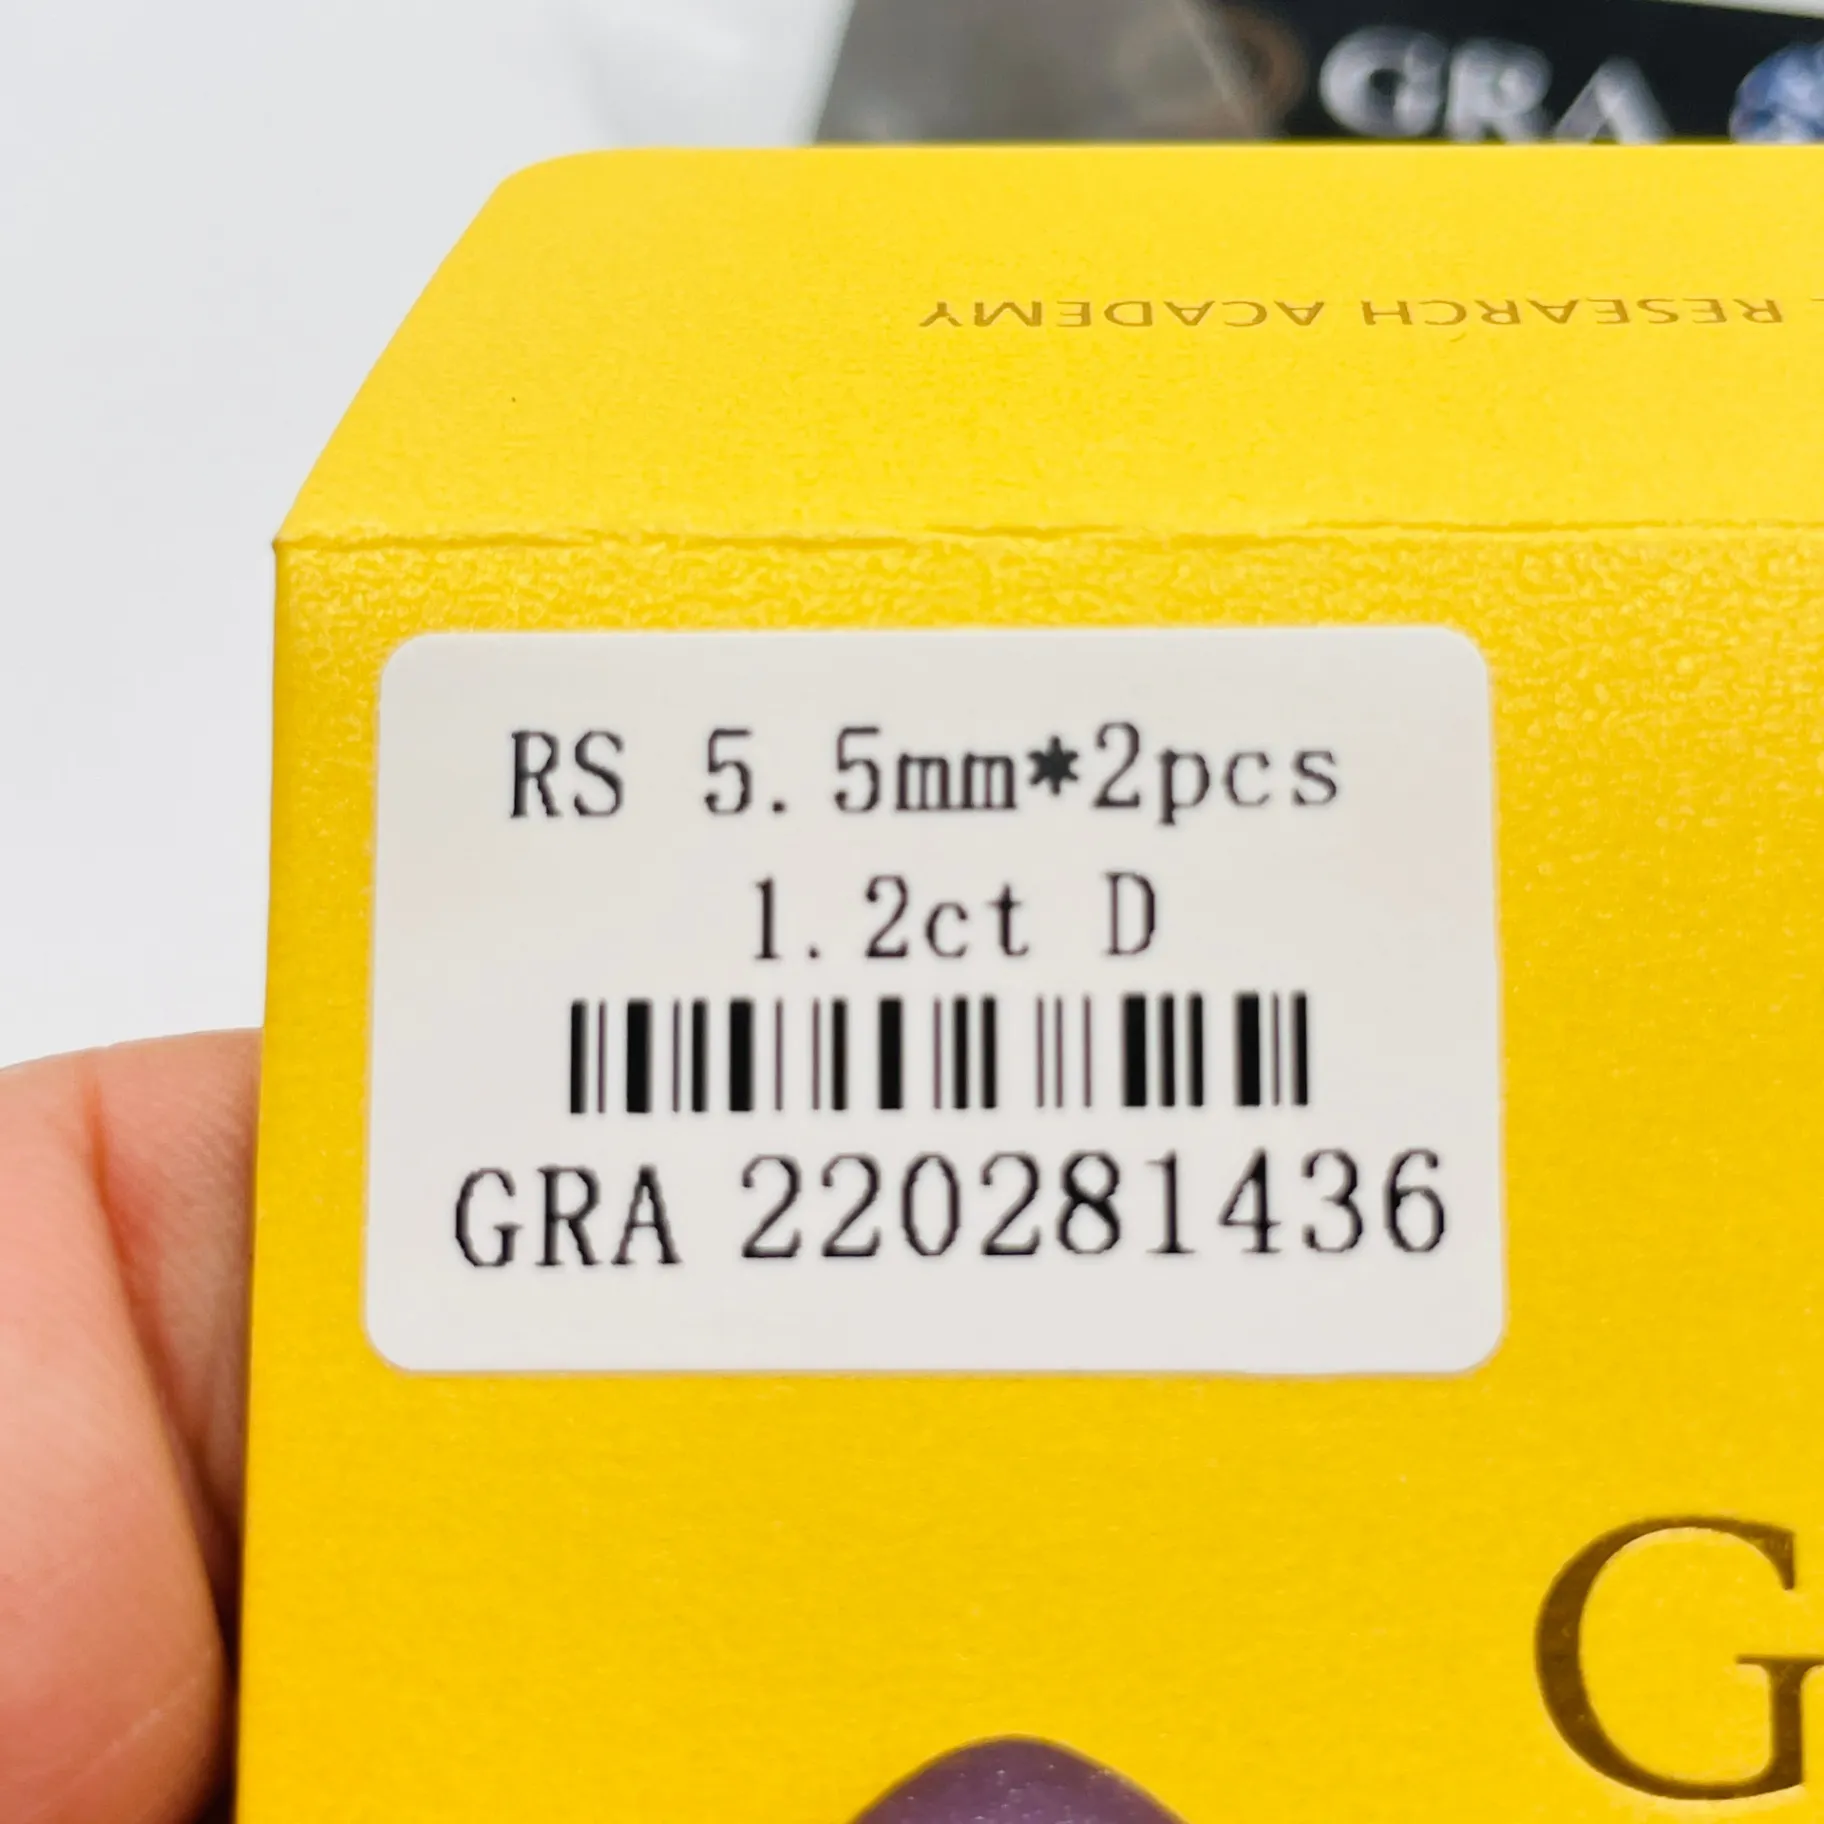 GRA
RESEARCH ACADEMY
RS 5.5mm*2pcs
1.2ct D
GRA 220281436
G